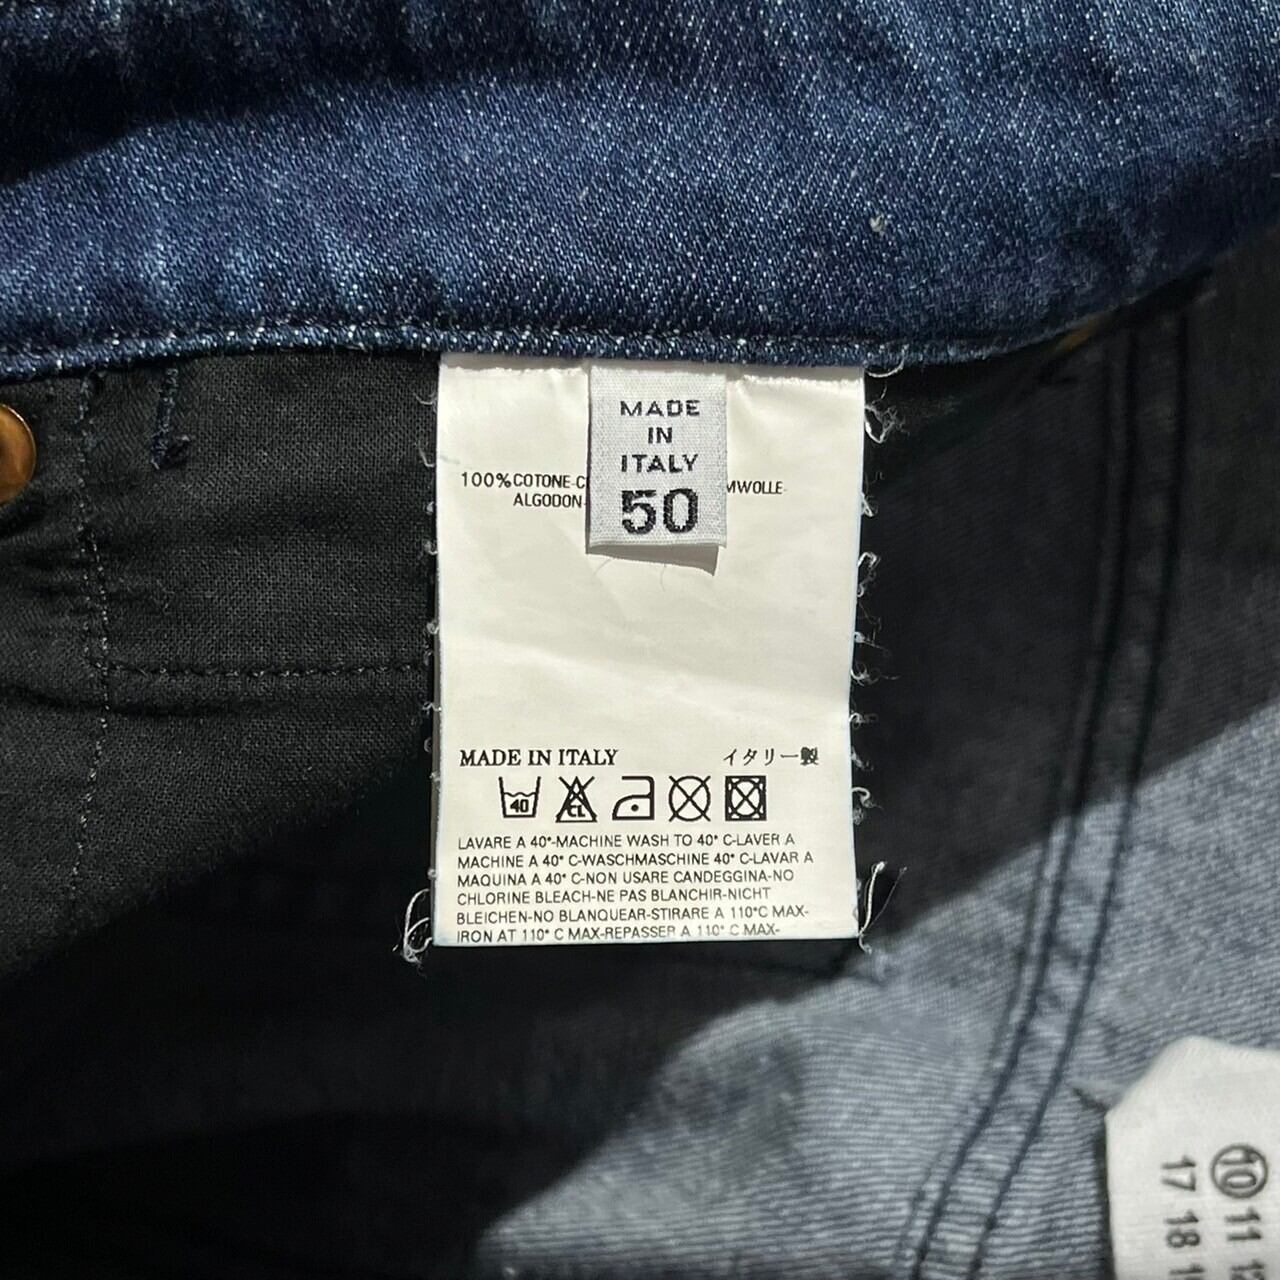 MADE
IN
ITALY
50
100%COTONE-C
MWOLLE-
ALGODON-
MADE IN ITALY イタリー製
40 CL
LAVARE A 40°-MACHINE WASH TO 40° C-LAVER A
MACHINE A 40° C-WASCHMASCHINE 40° C-LAVAR A
MAQUINA A 40° C-NON USARE CANDEGGINA-NO
CHLORINE BLEACH-NE PAS BLANCHIR-NICHT
BLEICHEN-NO BLANQUEAR-STIRARE A 110°C MAX-
IRON AT 110° C MAX-REPASSER A 110° C MAX-
10 11
17 18